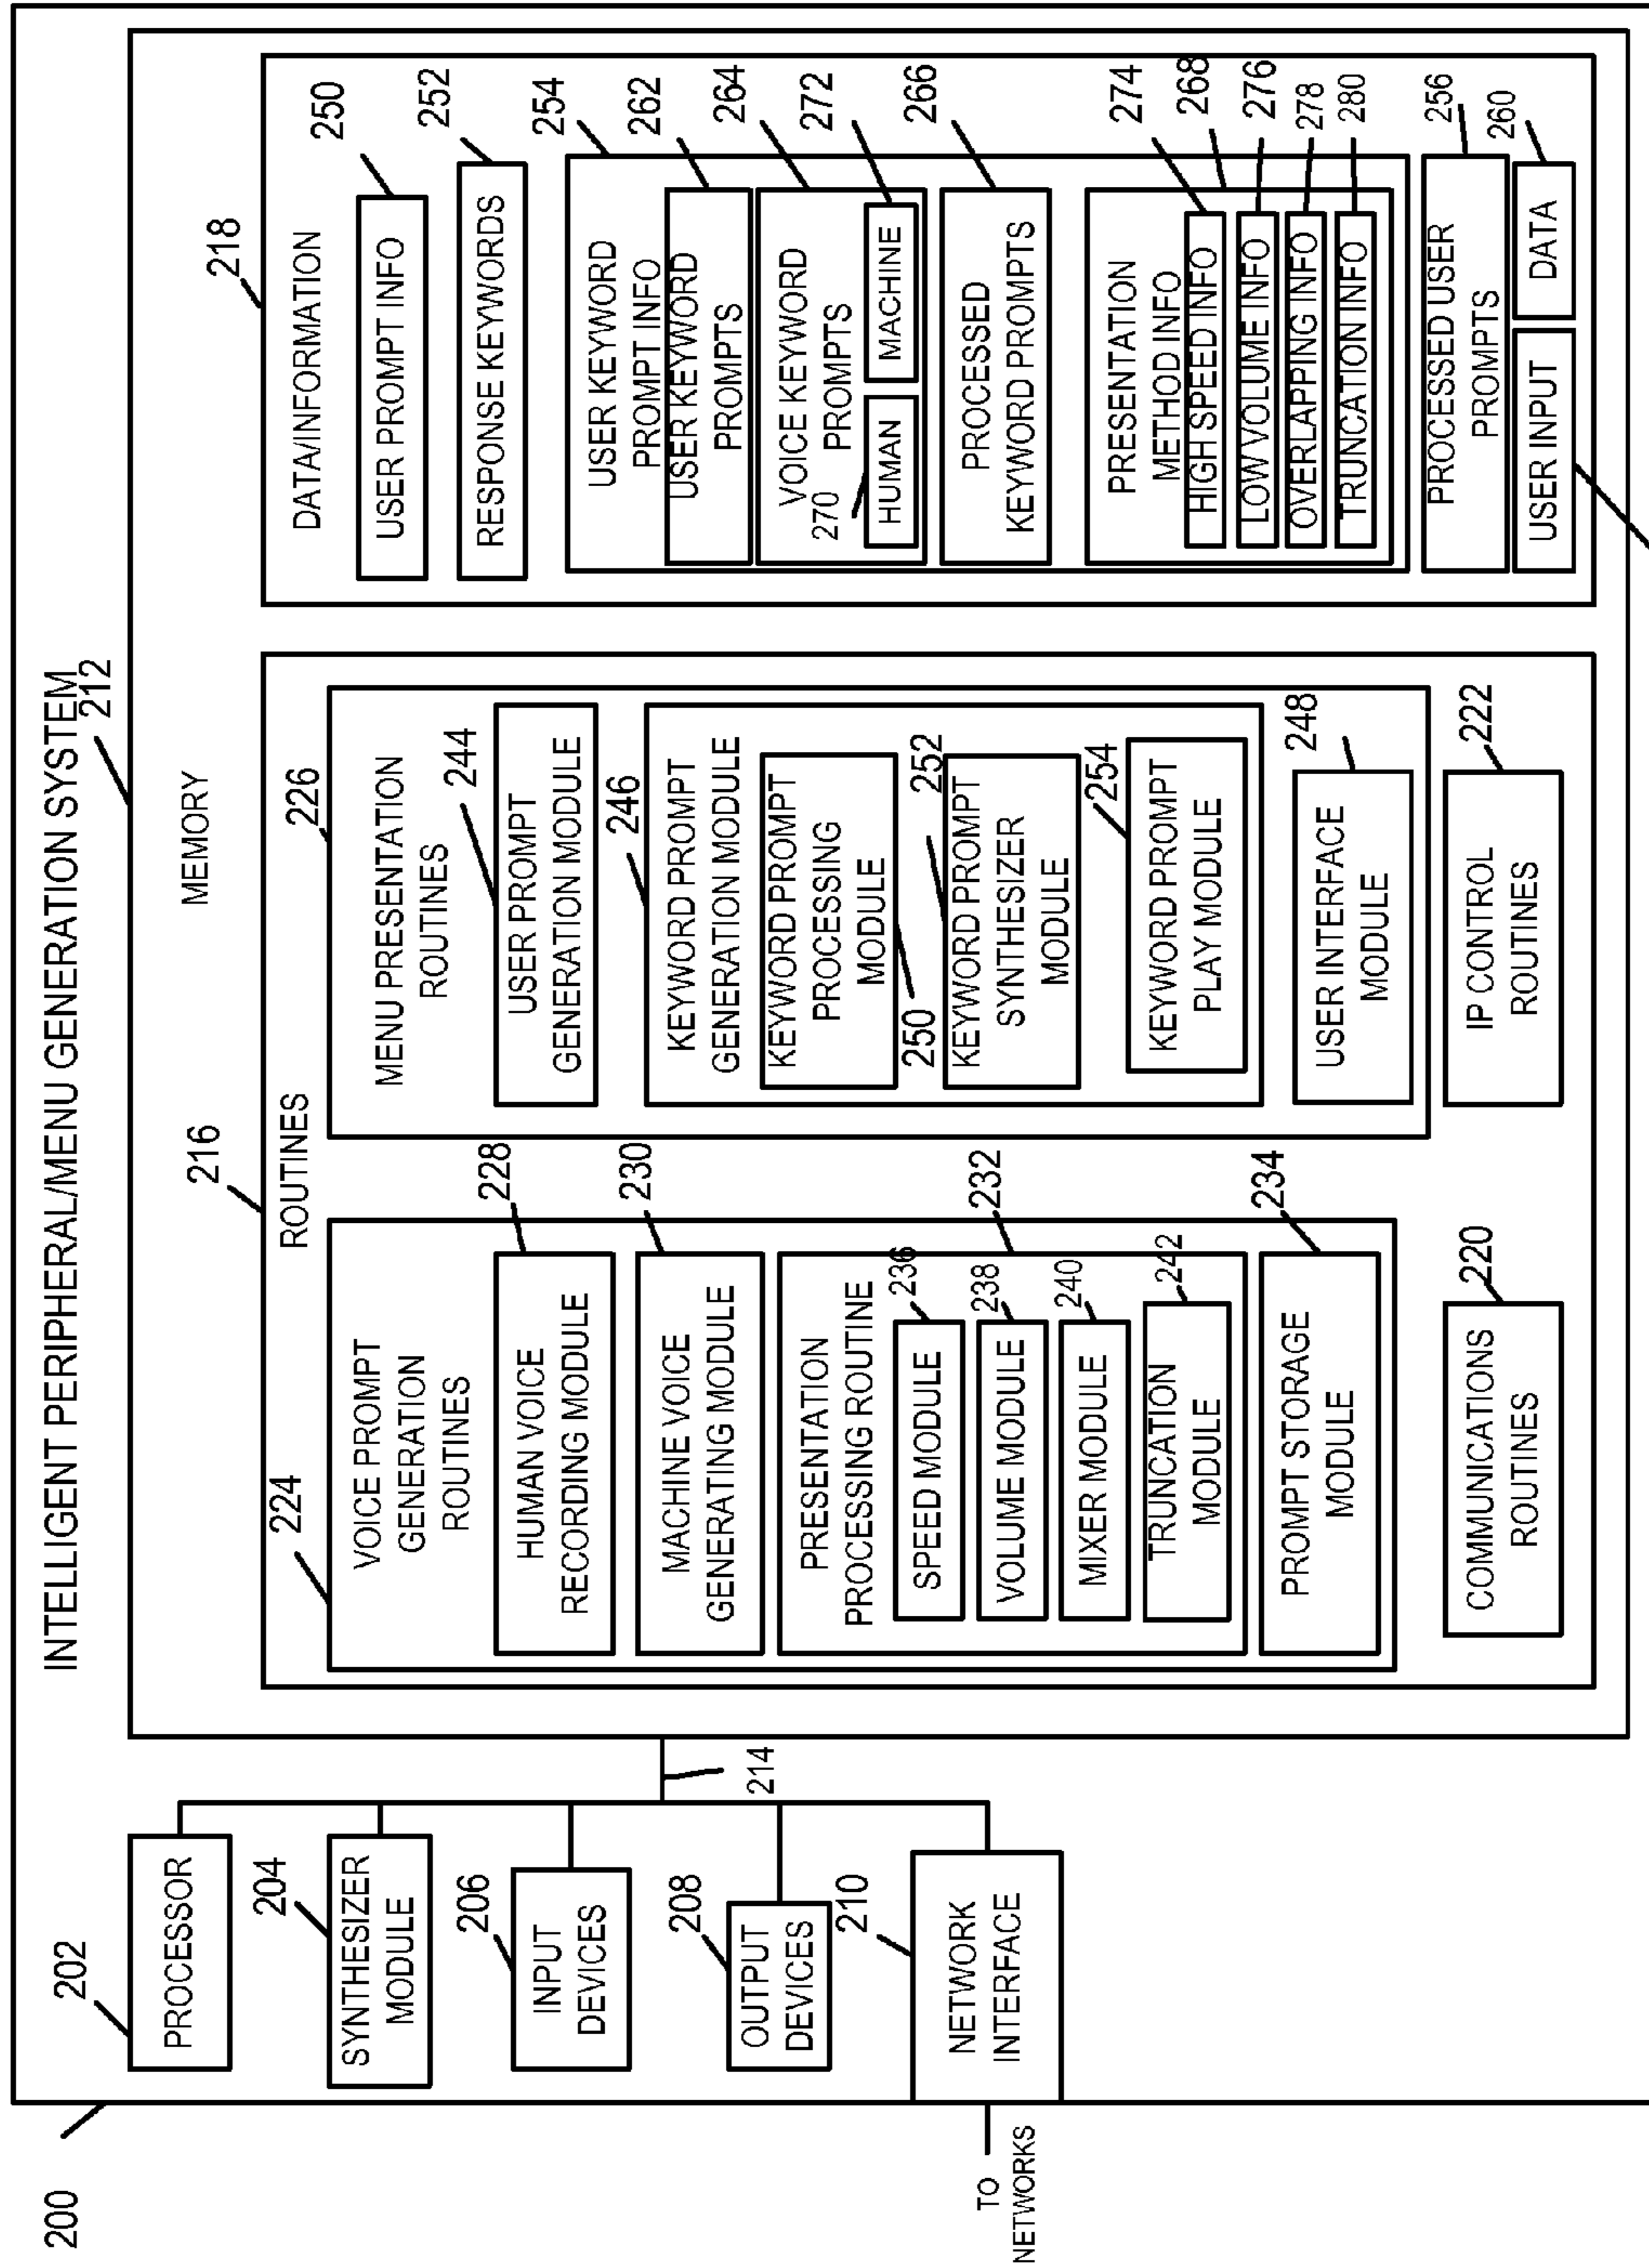 200
INTELLIGENT PERIPHERAL/MENU GENERATION SYSTEM
212
202
PROCESSOR
204
SYNTHESIZER
MODULE
206
INPUT
DEVICES
208
OUTPUT
DEVICES
210
NETWORK
INTERFACE
TO
NETWORKS
214
MEMORY
216
ROUTINES
224
VOICE PROMPT
GENERATION
ROUTINES
228
HUMAN VOICE
RECORDING MODULE
230
MACHINE VOICE
GENERATING MODULE
232
PRESENTATION
PROCESSING ROUTINE
236
SPEED MODULE
238
VOLUME MODULE
240
MIXER MODULE
242
TRUNCATION
MODULE
234
PROMPT STORAGE
MODULE
220
COMMUNICATIONS
ROUTINES
226
MENU PRESENTATION
ROUTINES
244
USER PROMPT
GENERATION MODULE
246
KEYWORD PROMPT
GENERATION MODULE
KEYWORD PROMPT
PROCESSING
MODULE
250
252
KEYWORD PROMPT
SYNTHESIZER
MODULE
254
KEYWORD PROMPT
PLAY MODULE
248
USER INTERFACE
MODULE
222
IP CONTROL
ROUTINES
218
DATA/INFORMATION
250
USER PROMPT INFO
252
RESPONSE KEYWORDS
254
USER KEYWORD
PROMPT INFO
262
USER KEYWORD
PROMPTS
264
VOICE KEYWORD
PROMPTS
270
HUMAN
272
MACHINE
266
PROCESSED
KEYWORD PROMPTS
274
268
PRESENTATION
METHOD INFO
HIGH SPEED INFO
276
LOW VOLUME INFO
278
OVERLAPPING INFO
280
TRUNCATION INFO
256
PROCESSED USER
PROMPTS
260
USER INPUT
DATA